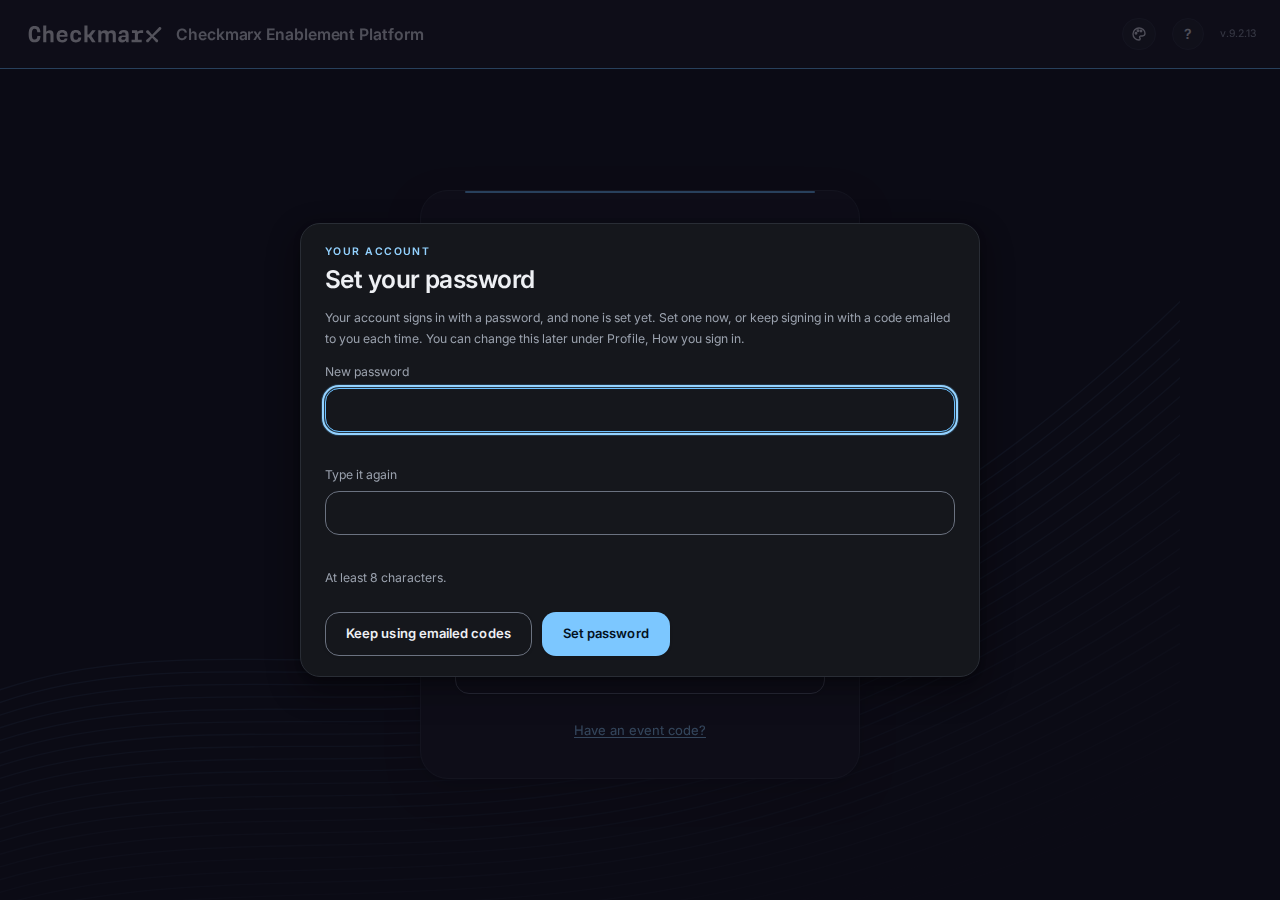 Checkmarx Checkmarx Enablement Platform ? v.9.2.13
YOUR ACCOUNT
Set your password
Your account signs in with a password, and none is set yet. Set one now, or keep signing in with a code emailed
to you each time. You can change this later under Profile, How you sign in.
New password
Type it again
At least 8 characters.
Keep using emailed codes Set password
Have an event code?